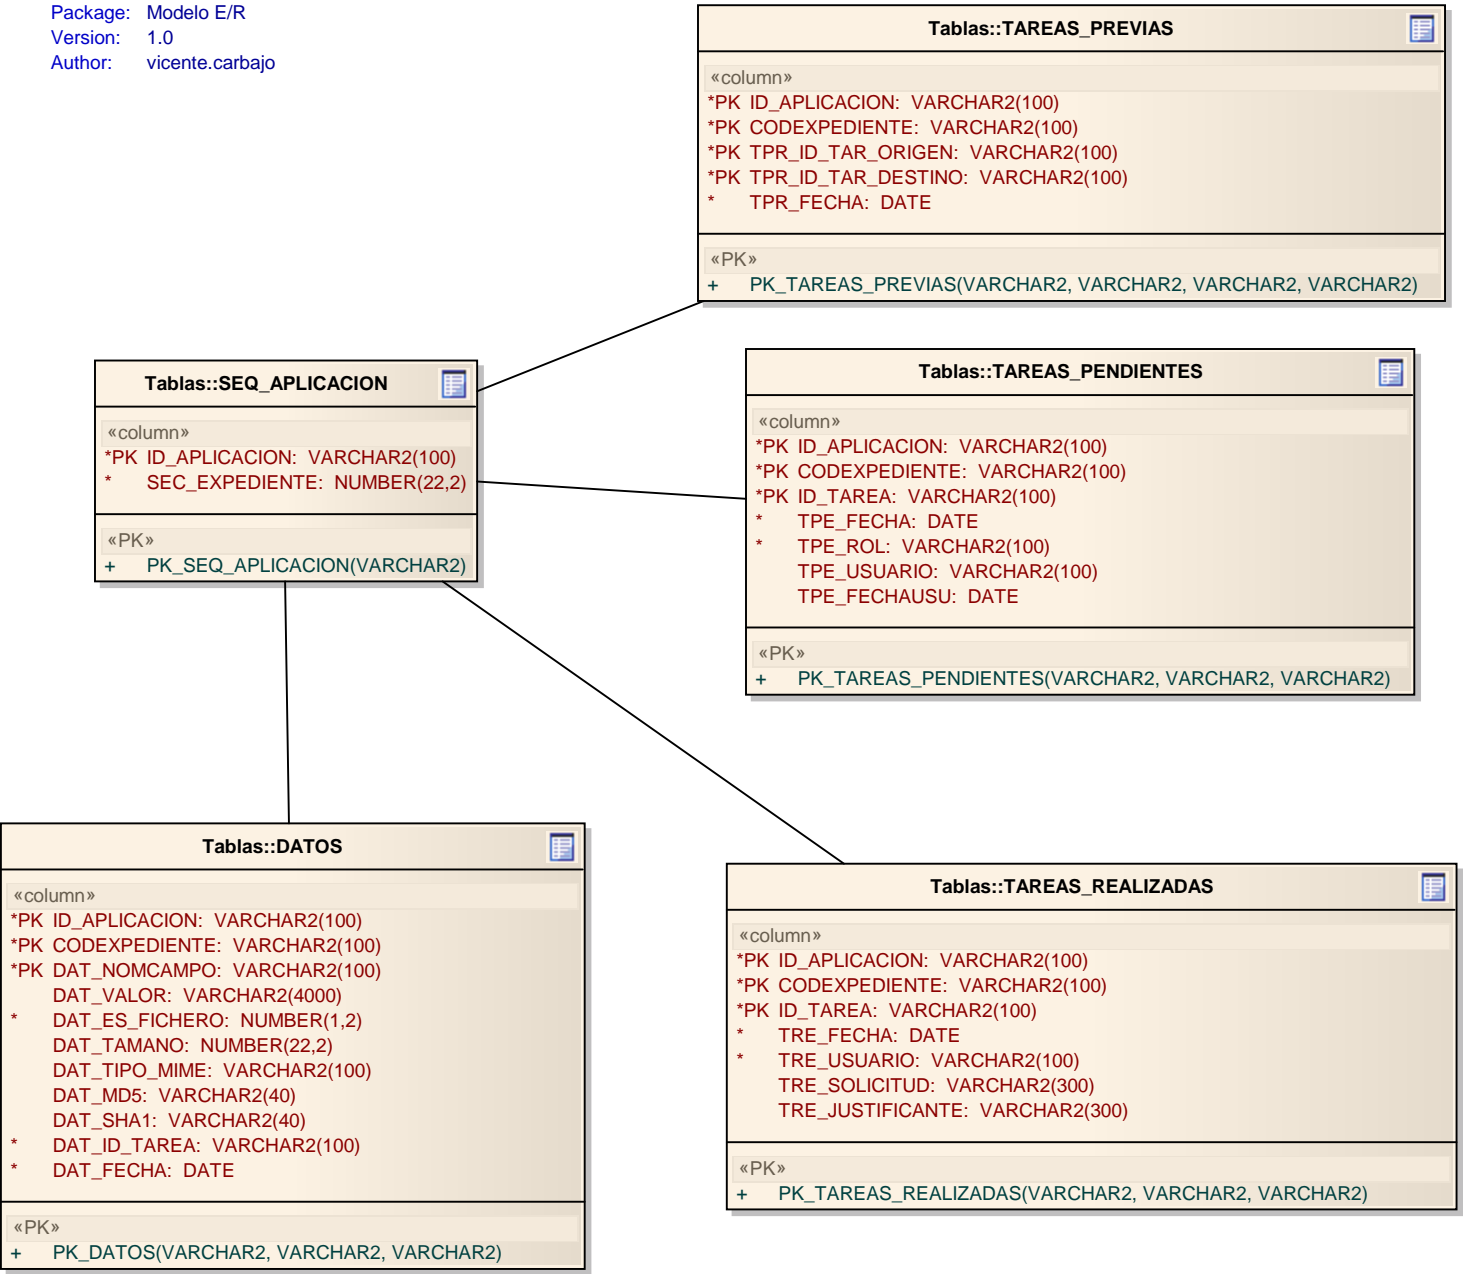 Package: Modelo E/R
Version: 1.0
Author: vicente.carbajo
Tablas::TAREAS_PREVIAS
«column»
*PK ID_APLICACION: VARCHAR2(100)
*PK CODEXPEDIENTE: VARCHAR2(100)
*PK TPR_ID_TAR_ORIGEN: VARCHAR2(100)
*PK TPR_ID_TAR_DESTINO: VARCHAR2(100)
* TPR_FECHA: DATE
«PK»
+ PK_TAREAS_PREVIAS(VARCHAR2, VARCHAR2, VARCHAR2, VARCHAR2)
Tablas::SEQ_APLICACION
«column»
*PK ID_APLICACION: VARCHAR2(100)
* SEC_EXPEDIENTE: NUMBER(22,2)
«PK»
+ PK_SEQ_APLICACION(VARCHAR2)
Tablas::TAREAS_PENDIENTES
«column»
*PK ID_APLICACION: VARCHAR2(100)
*PK CODEXPEDIENTE: VARCHAR2(100)
*PK ID_TAREA: VARCHAR2(100)
* TPE_FECHA: DATE
* TPE_ROL: VARCHAR2(100)
TPE_USUARIO: VARCHAR2(100)
TPE_FECHAUSU: DATE
«PK»
+ PK_TAREAS_PENDIENTES(VARCHAR2, VARCHAR2, VARCHAR2)
Tablas::DATOS
«column»
*PK ID_APLICACION: VARCHAR2(100)
*PK CODEXPEDIENTE: VARCHAR2(100)
*PK DAT_NOMCAMPO: VARCHAR2(100)
DAT_VALOR: VARCHAR2(4000)
* DAT_ES_FICHERO: NUMBER(1,2)
DAT_TAMANO: NUMBER(22,2)
DAT_TIPO_MIME: VARCHAR2(100)
DAT_MD5: VARCHAR2(40)
DAT_SHA1: VARCHAR2(40)
* DAT_ID_TAREA: VARCHAR2(100)
* DAT_FECHA: DATE
«PK»
+ PK_DATOS(VARCHAR2, VARCHAR2, VARCHAR2)
Tablas::TAREAS_REALIZADAS
«column»
*PK ID_APLICACION: VARCHAR2(100)
*PK CODEXPEDIENTE: VARCHAR2(100)
*PK ID_TAREA: VARCHAR2(100)
* TRE_FECHA: DATE
* TRE_USUARIO: VARCHAR2(100)
TRE_SOLICITUD: VARCHAR2(300)
TRE_JUSTIFICANTE: VARCHAR2(300)
«PK»
+ PK_TAREAS_REALIZADAS(VARCHAR2, VARCHAR2, VARCHAR2)